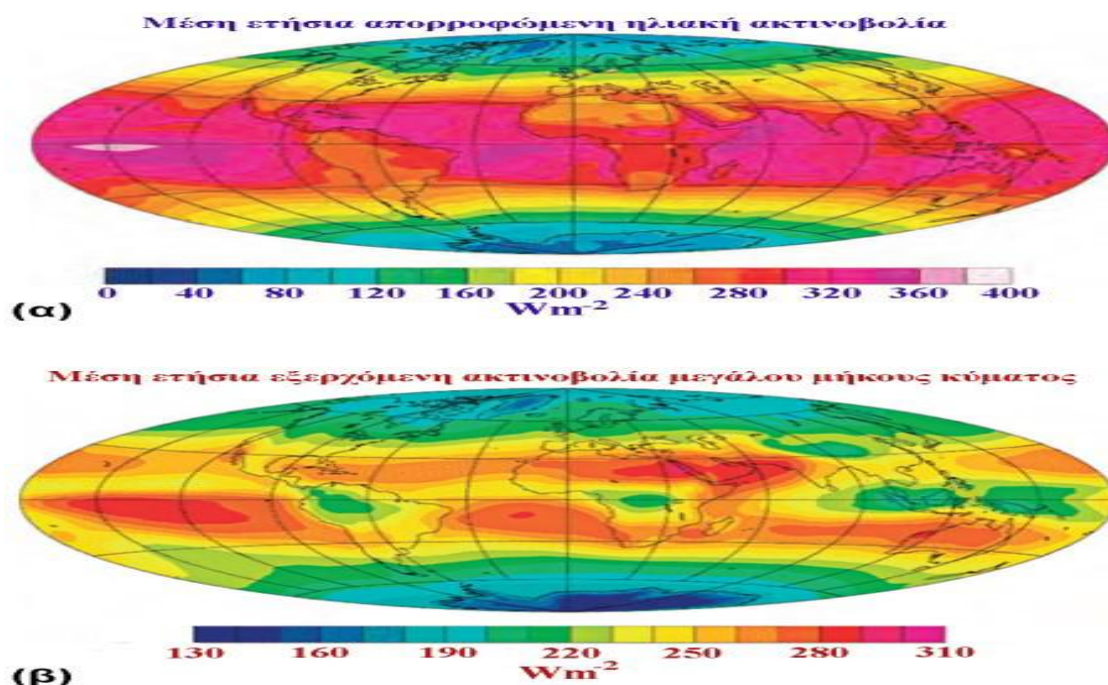 Μέση ετήσια απορροφώμενη ηλιακή ακτινοβολία
0 40 80 120 160 200 240 280 320 360 400
Wm-2
(α)
Μέση ετήσια εξερχόμενη ακτινοβολία μεγάλου μήκους κύματος
130 160 190 220 250 280 310
Wm-2
(β)